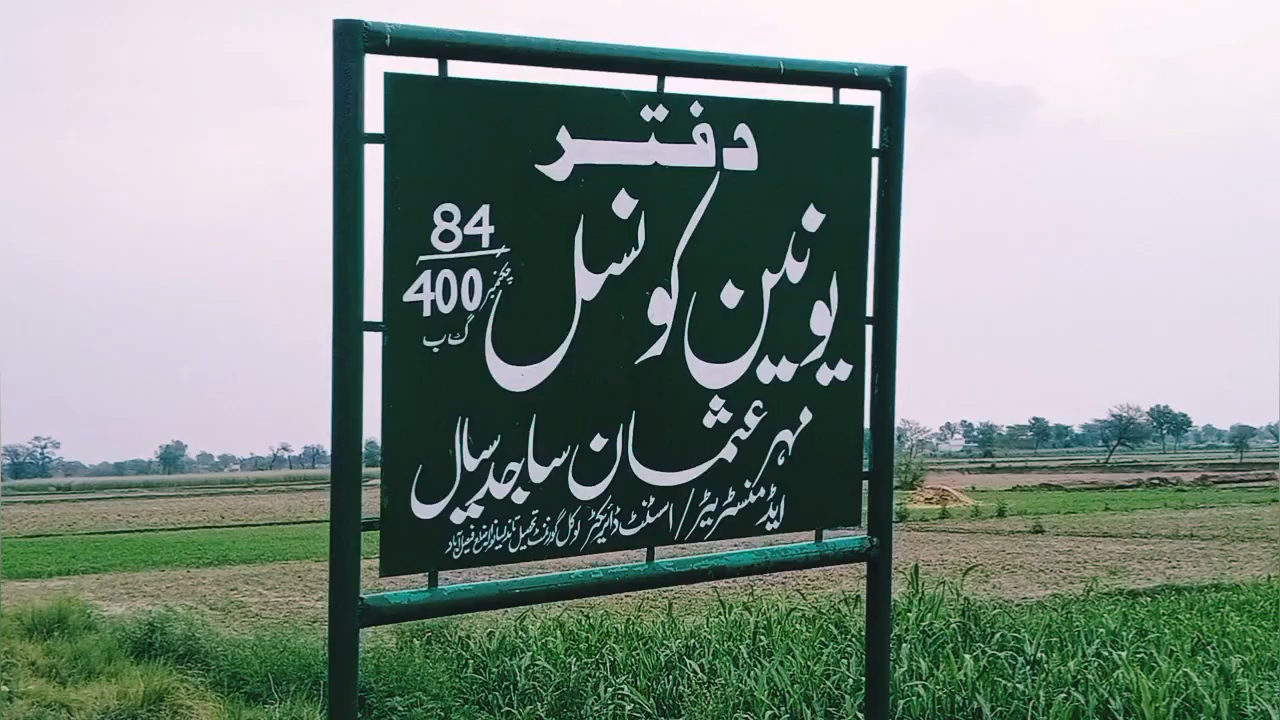 دفتر
یونین کونسل
84
چکنمبر 400
گ ب
مہر عثمان ساجد سیال
ایڈمنسٹریٹر / اسسٹنٹ ڈائریکٹر لوکل گورنمنٹ تحصیل تاندلیانوالہ ضلع فیصل آباد